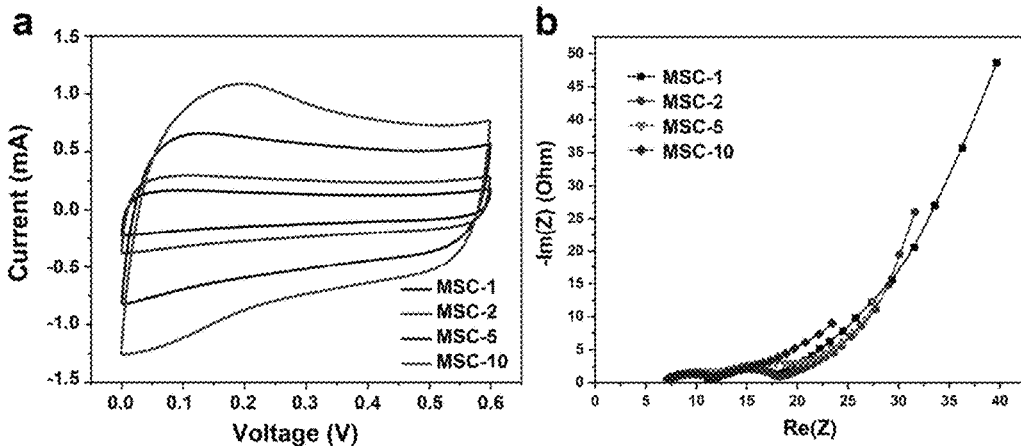 a
1.5
1.0
0.5
0.0
-0.5
-1.0
-1.5
Current (mA)
MSC-1
MSC-2
MSC-5
MSC-10
0.0 0.1 0.2 0.3 0.4 0.5 0.6
Voltage (V)
b
50
45
40
35
30
25
20
15
10
5
0
-Im(Z) (Ohm)
MSC-1
MSC-2
MSC-5
MSC-10
0 5 10 15 20 25 30 35 40
Re(Z)